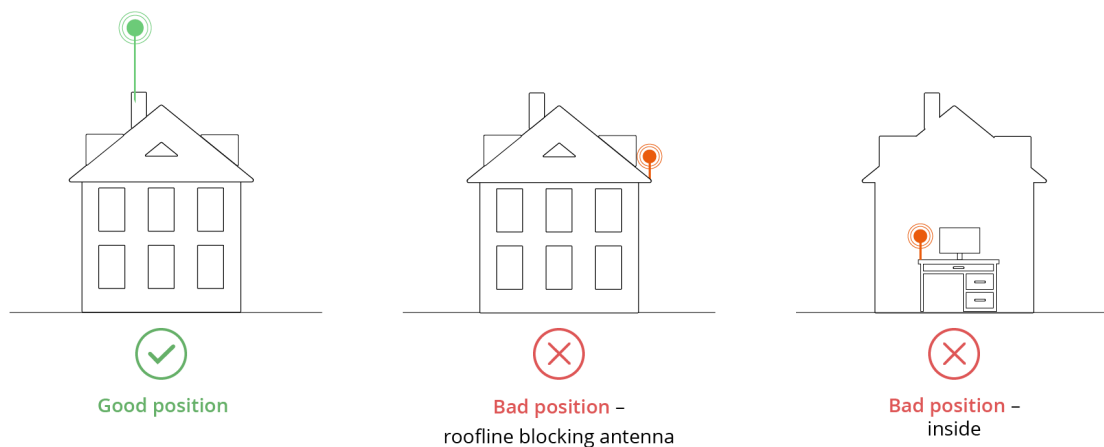 Good position
Bad position –
roofline blocking antenna
Bad position –
inside